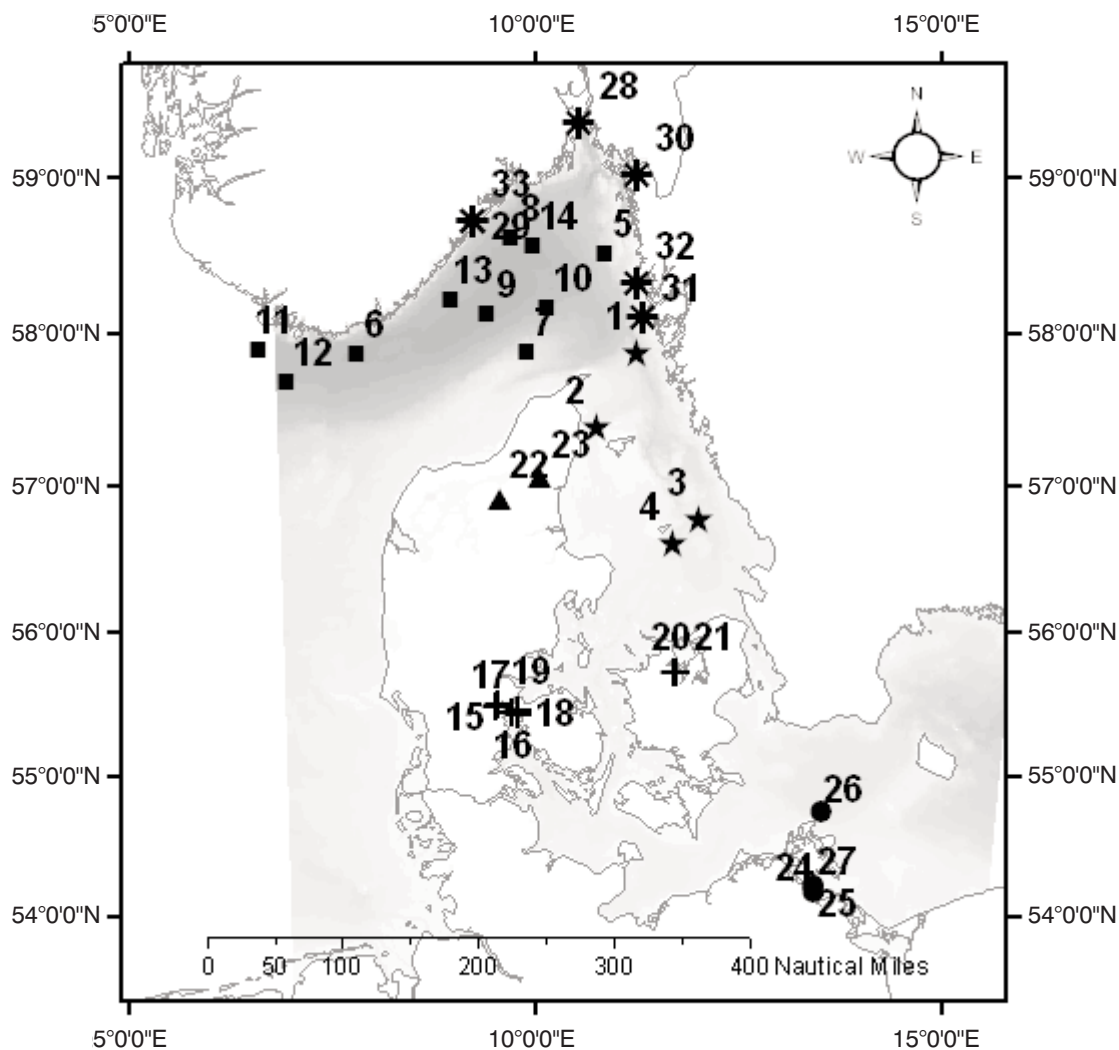 5°0'0"E 10°0'0"E 15°0'0"E
28
N
30
W E
59°0'0"N 59°0'0"N
33
S
8
14
5
29
32
13
10
9
31
11
6
7
1
58°0'0"N 58°0'0"N
12
2
23
22
3
57°0'0"N 57°0'0"N
4
56°0'0"N 20 21 56°0'0"N
17 19
15 18
16
55°0'0"N 55°0'0"N
26
24 27
25
54°0'0"N 54°0'0"N
0 50 100 200 300 400 Nautical Miles
5°0'0"E 10°0'0"E 15°0'0"E